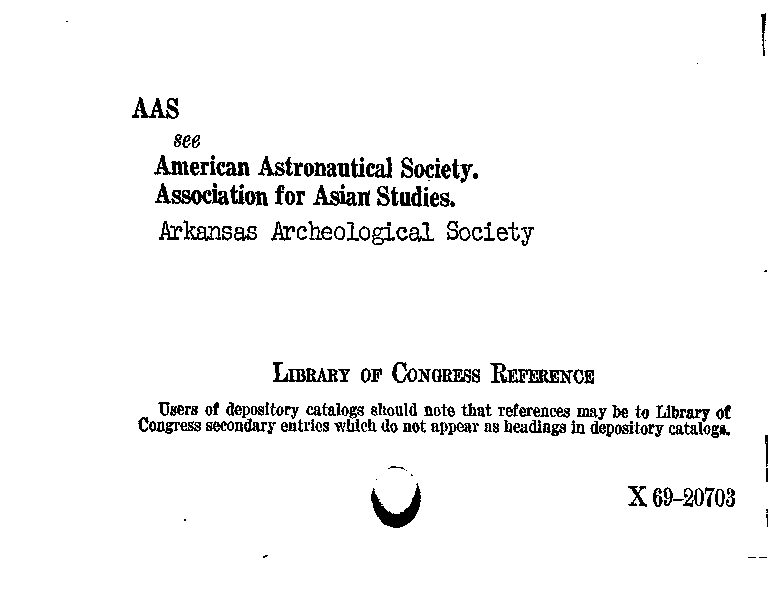 AAS
see
American Astronautical Society.
Association for Asian Studies.
Arkansas Archeological Society
LIBRARY OF CONGRESS REFERENCE
Users of depository catalogs should note that references may be to Library of
Congress secondary entries which do not appear as headings in depository catalogs.
X 69-20703